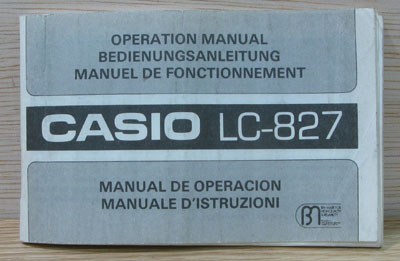 OPERATION MANUAL
BEDIENUNGSANLEITUNG
MANUEL DE FONCTIONNEMENT
CASIO LC-827
MANUAL DE OPERACION
MANUALE D'ISTRUZIONI